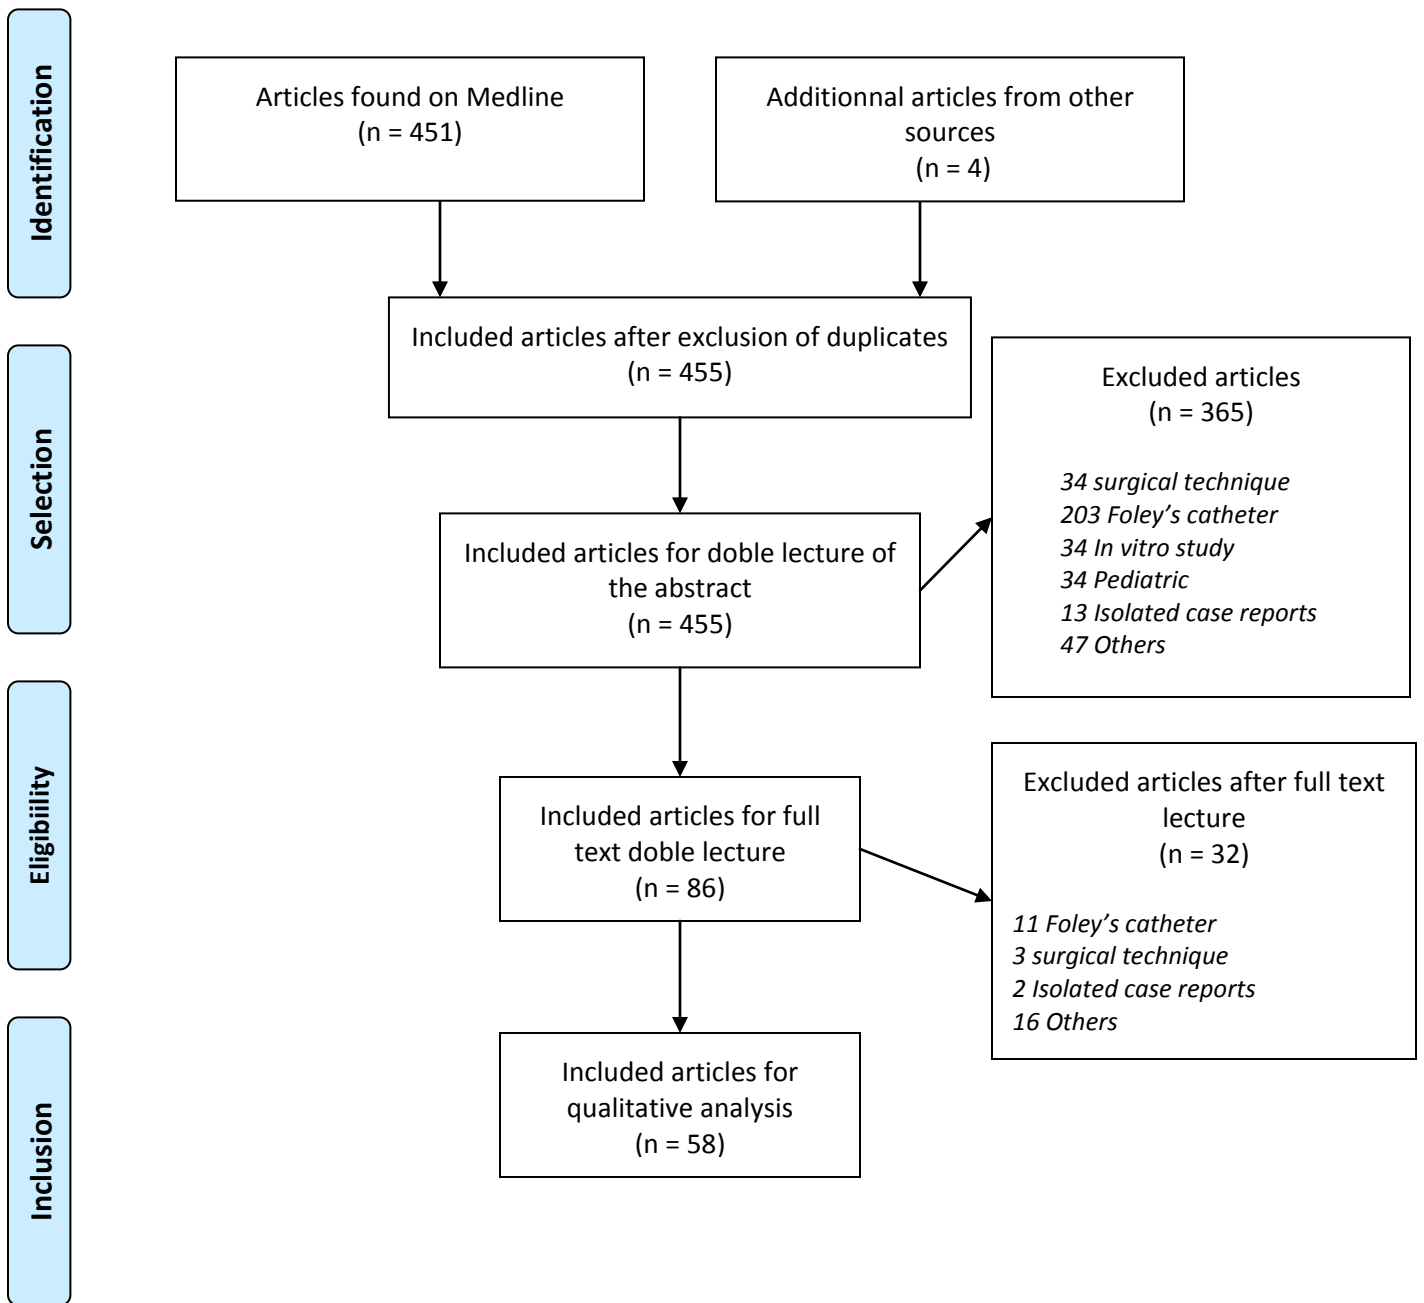 Identification
Articles found on Medline
(n = 451)
Additionnal articles from other
sources
(n = 4)
Included articles after exclusion of duplicates
(n = 455)
Selection
Included articles for doble lecture of
the abstract
(n = 455)
Excluded articles
(n = 365)
34 surgical technique
203 Foley's catheter
34 In vitro study
34 Pediatric
13 Isolated case reports
47 Others
Eligibility
Included articles for full
text doble lecture
(n = 86)
Excluded articles after full text
lecture
(n = 32)
11 Foley's catheter
3 surgical technique
2 Isolated case reports
16 Others
Inclusion
Included articles for
qualitative analysis
(n = 58)